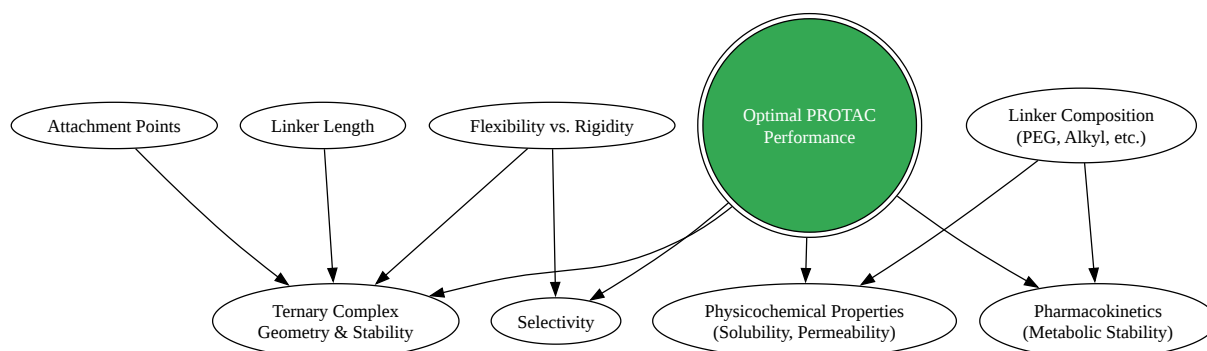 Attachment Points
Linker Length
Flexibility vs. Rigidity
Optimal PROTAC
Performance
Linker Composition
(PEG, Alkyl, etc.)
Ternary Complex
Geometry & Stability
Selectivity
Physicochemical Properties
(Solubility, Permeability)
Pharmacokinetics
(Metabolic Stability)